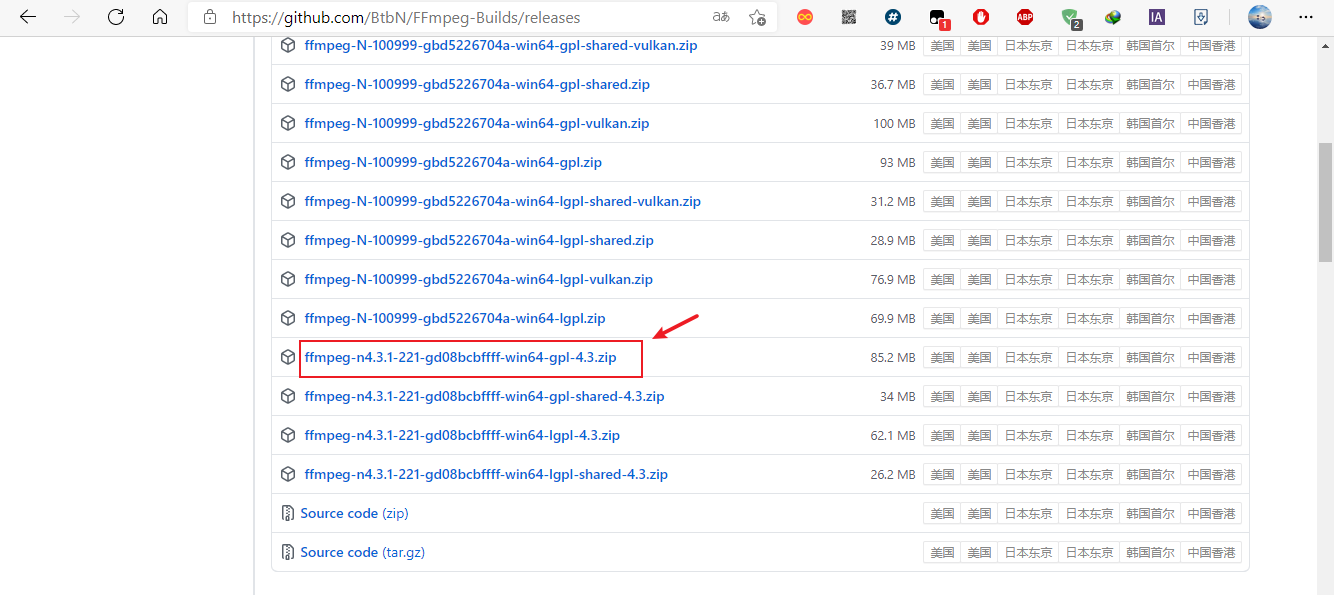 https://github.com/BtbN/FFmpeg-Builds/releases aあ 1 ABP 2 IA
ffmpeg-N-100999-gbd5226704a-win64-gpl-shared-vulkan.zip 39 MB 美国 美国 日本东京 日本东京 韩国首尔 中国香港
ffmpeg-N-100999-gbd5226704a-win64-gpl-shared.zip 36.7 MB 美国 美国 日本东京 日本东京 韩国首尔 中国香港
ffmpeg-N-100999-gbd5226704a-win64-gpl-vulkan.zip 100 MB 美国 美国 日本东京 日本东京 韩国首尔 中国香港
ffmpeg-N-100999-gbd5226704a-win64-gpl.zip 93 MB 美国 美国 日本东京 日本东京 韩国首尔 中国香港
ffmpeg-N-100999-gbd5226704a-win64-lgpl-shared-vulkan.zip 31.2 MB 美国 美国 日本东京 日本东京 韩国首尔 中国香港
ffmpeg-N-100999-gbd5226704a-win64-lgpl-shared.zip 28.9 MB 美国 美国 日本东京 日本东京 韩国首尔 中国香港
ffmpeg-N-100999-gbd5226704a-win64-lgpl-vulkan.zip 76.9 MB 美国 美国 日本东京 日本东京 韩国首尔 中国香港
ffmpeg-N-100999-gbd5226704a-win64-lgpl.zip 69.9 MB 美国 美国 日本东京 日本东京 韩国首尔 中国香港
ffmpeg-n4.3.1-221-gd08bcbffff-win64-gpl-4.3.zip 85.2 MB 美国 美国 日本东京 日本东京 韩国首尔 中国香港
ffmpeg-n4.3.1-221-gd08bcbffff-win64-gpl-shared-4.3.zip 34 MB 美国 美国 日本东京 日本东京 韩国首尔 中国香港
ffmpeg-n4.3.1-221-gd08bcbffff-win64-lgpl-4.3.zip 62.1 MB 美国 美国 日本东京 日本东京 韩国首尔 中国香港
ffmpeg-n4.3.1-221-gd08bcbffff-win64-lgpl-shared-4.3.zip 26.2 MB 美国 美国 日本东京 日本东京 韩国首尔 中国香港
Source code (zip) 美国 美国 日本东京 日本东京 韩国首尔 中国香港
Source code (tar.gz) 美国 美国 日本东京 日本东京 韩国首尔 中国香港